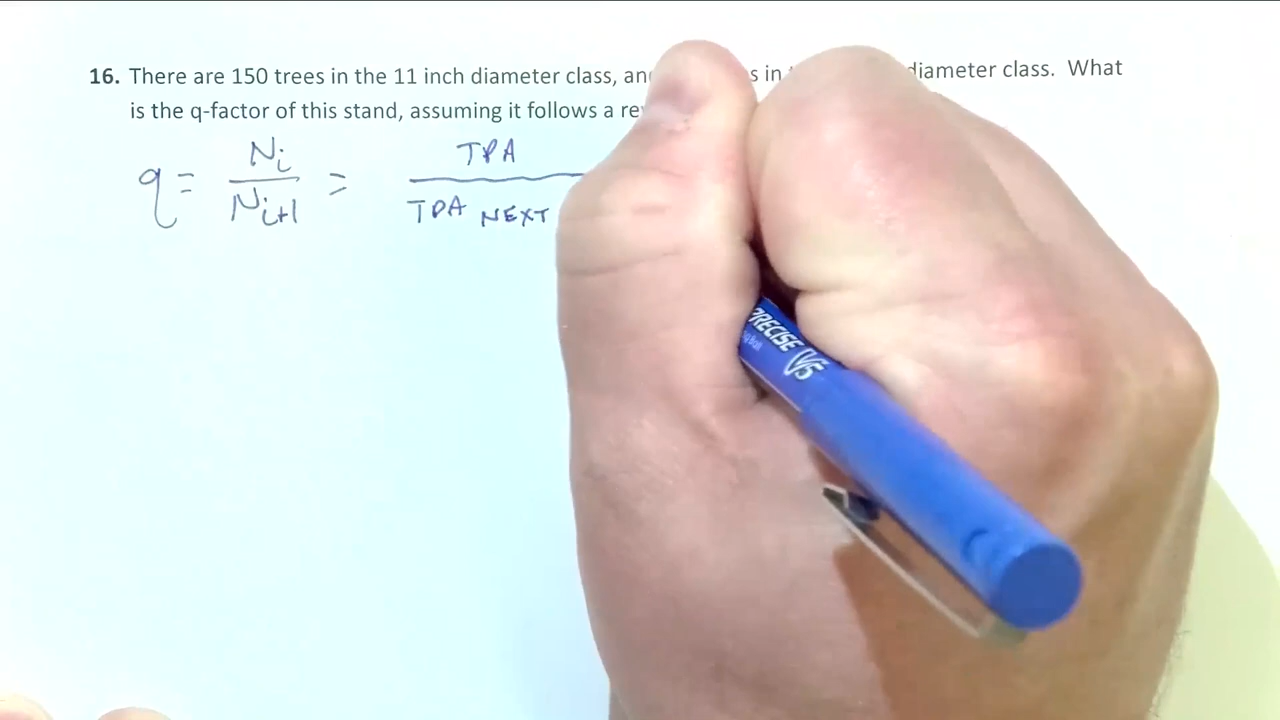 16. There are 150 trees in the 11 inch diameter class, an s in diameter class. What
is the q-factor of this stand, assuming it follows a re
q = Ni / Ni+1 = TPA / TPA NEXT
PRECISE V5